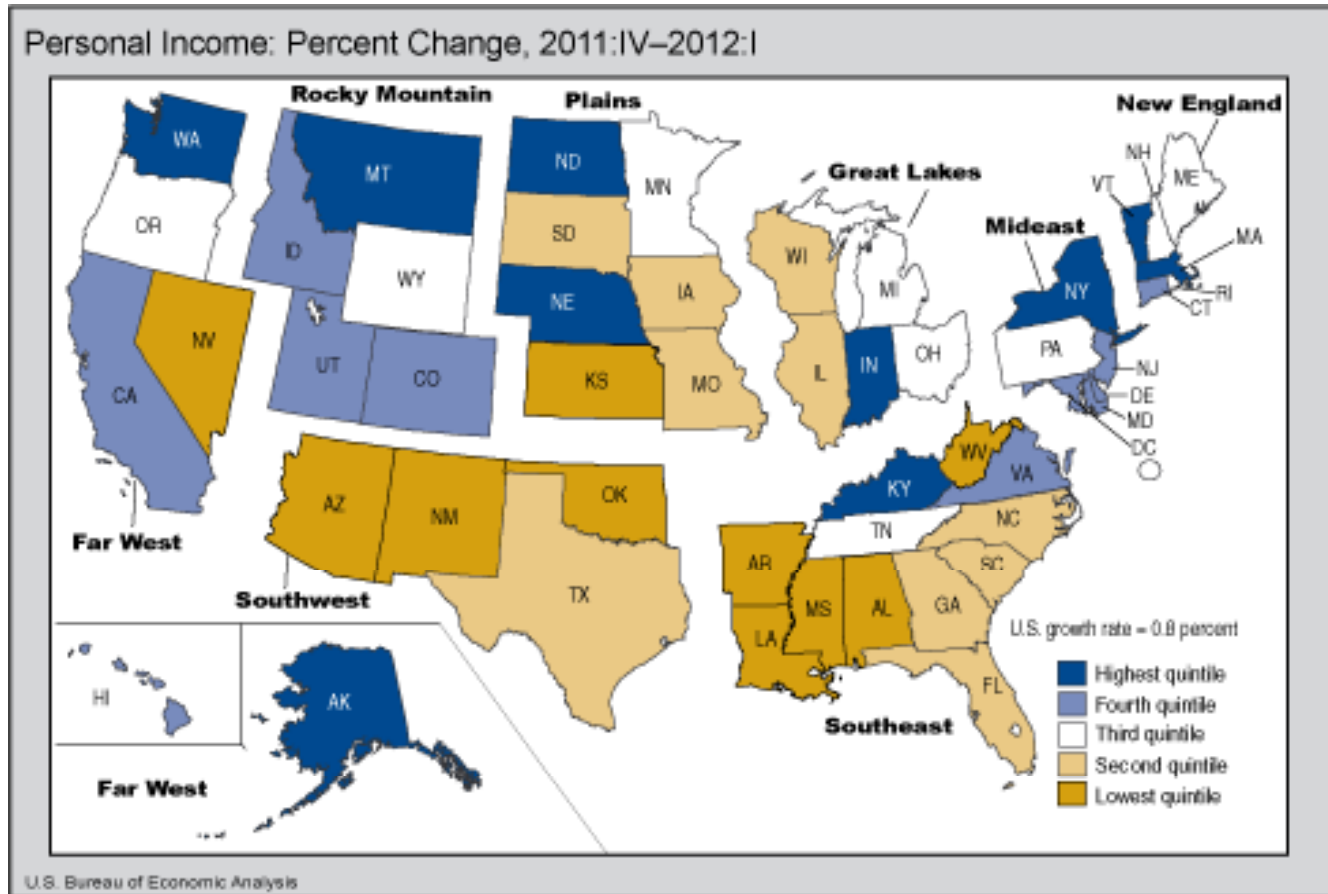 Personal Income: Percent Change, 2011:IV–2012:I
Rocky Mountain
Plains
New England
Great Lakes
Mideast
WA
MT
ND
MN
NH
ME
VT
MA
OR
ID
SD
WI
WY
MI
NY
RI
CT
NE
IA
NV
UT
CO
KS
MO
IL
IN
OH
PA
NJ
CA
DE
MD
DC
WV
VA
KY
AZ
NM
OK
TN
NC
Far West
AR
SC
Southwest
TX
MS
AL
GA
LA
U.S. growth rate = 0.8 percent
Highest quintile
FL
Fourth quintile
HI
AK
Southeast
Third quintile
Second quintile
Far West
Lowest quintile
U.S. Bureau of Economic Analysis